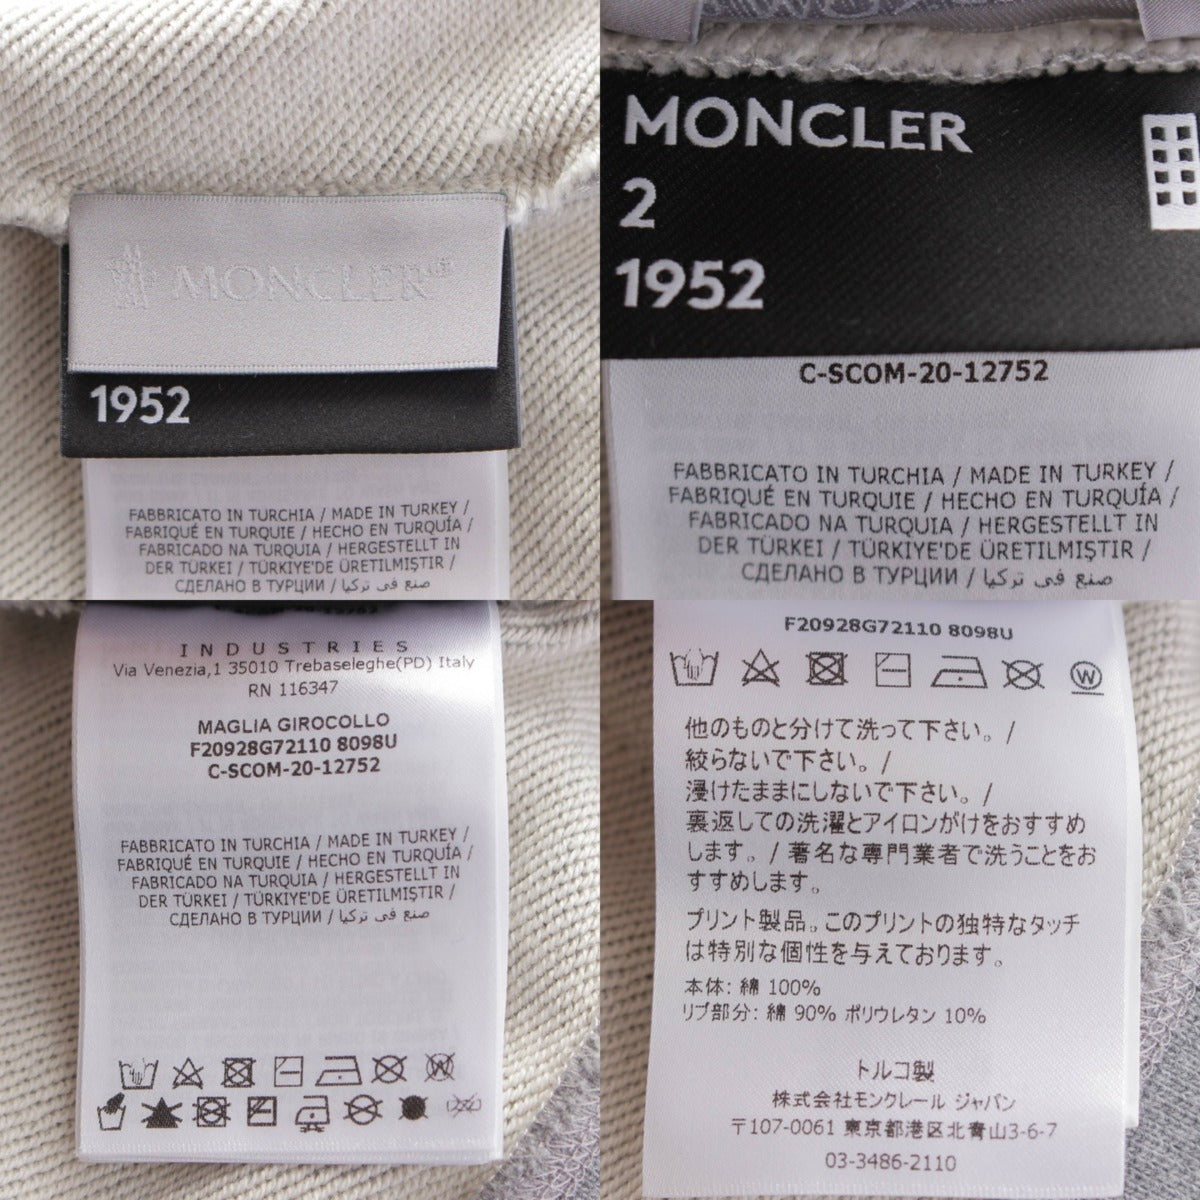 MONCLER
1952
FABBRICATO IN TURCHIA / MADE IN TURKEY /
FABRIQUÉ EN TURQUIE / HECHO EN TURQUÍA /
FABRICADO NA TURQUIA / HERGESTELLT IN
DER TÜRKEI / TÜRKIYE'DE ÜRETILMIŞTIR /
СДЕЛАНО В ТУРЦИИ / صنع في تركيا
MONCLER
2
1952
C-SCOM-20-12752
FABBRICATO IN TURCHIA / MADE IN TURKEY /
FABRIQUÉ EN TURQUIE / HECHO EN TURQUÍA /
FABRICADO NA TURQUIA / HERGESTELLT IN
DER TÜRKEI / TÜRKIYE'DE ÜRETILMIŞTIR /
СДЕЛАНО В ТУРЦИИ / صنع في تركيا
INDUSTRIES
Via Venezia,1 35010 Trebaseleghe(PD) Italy
RN 116347
MAGLIA GIROCOLLO
F20928G72110 8098U
C-SCOM-20-12752
FABBRICATO IN TURCHIA / MADE IN TURKEY /
FABRIQUÉ EN TURQUIE / HECHO EN TURQUÍA /
FABRICADO NA TURQUIA / HERGESTELLT IN
DER TÜRKEI / TÜRKIYE'DE ÜRETILMIŞTIR /
СДЕЛАНО В ТУРЦИИ / صنع في تركيا
F20928G72110 8098U
W
他のものと分けて洗って下さい。/
絞らないで下さい。/
浸けたままにしないで下さい。/
裏返しての洗濯とアイロンがけをおすすめ
します。/ 著名な専門業者で洗うことをお
すすめします。
プリント製品。このプリントの独特なタッチ
は特別な個性を与えております。
本体: 綿 100%
リブ部分: 綿 90% ポリウレタン 10%
トルコ製
株式会社モンクレール ジャパン
〒107-0061 東京都港区北青山3-6-7
03-3486-2110